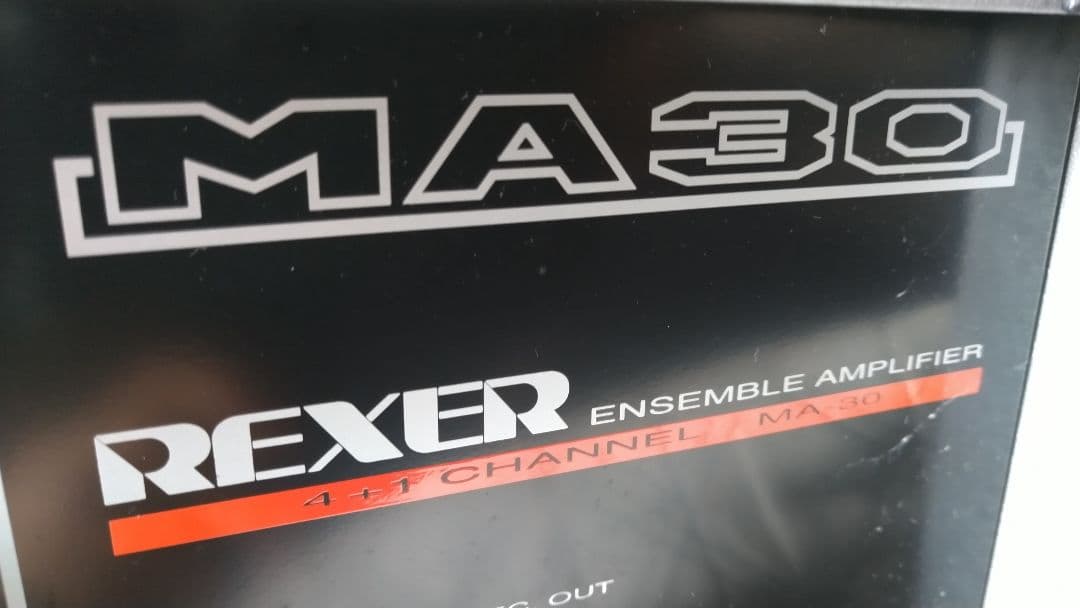 MA30
REXER ENSEMBLE AMPLIFIER
4+1 CHANNEL MA-30
OUT